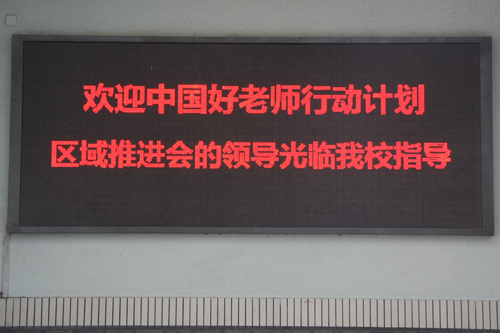 欢迎中国好老师行动计划
区域推进会的领导光临我校指导